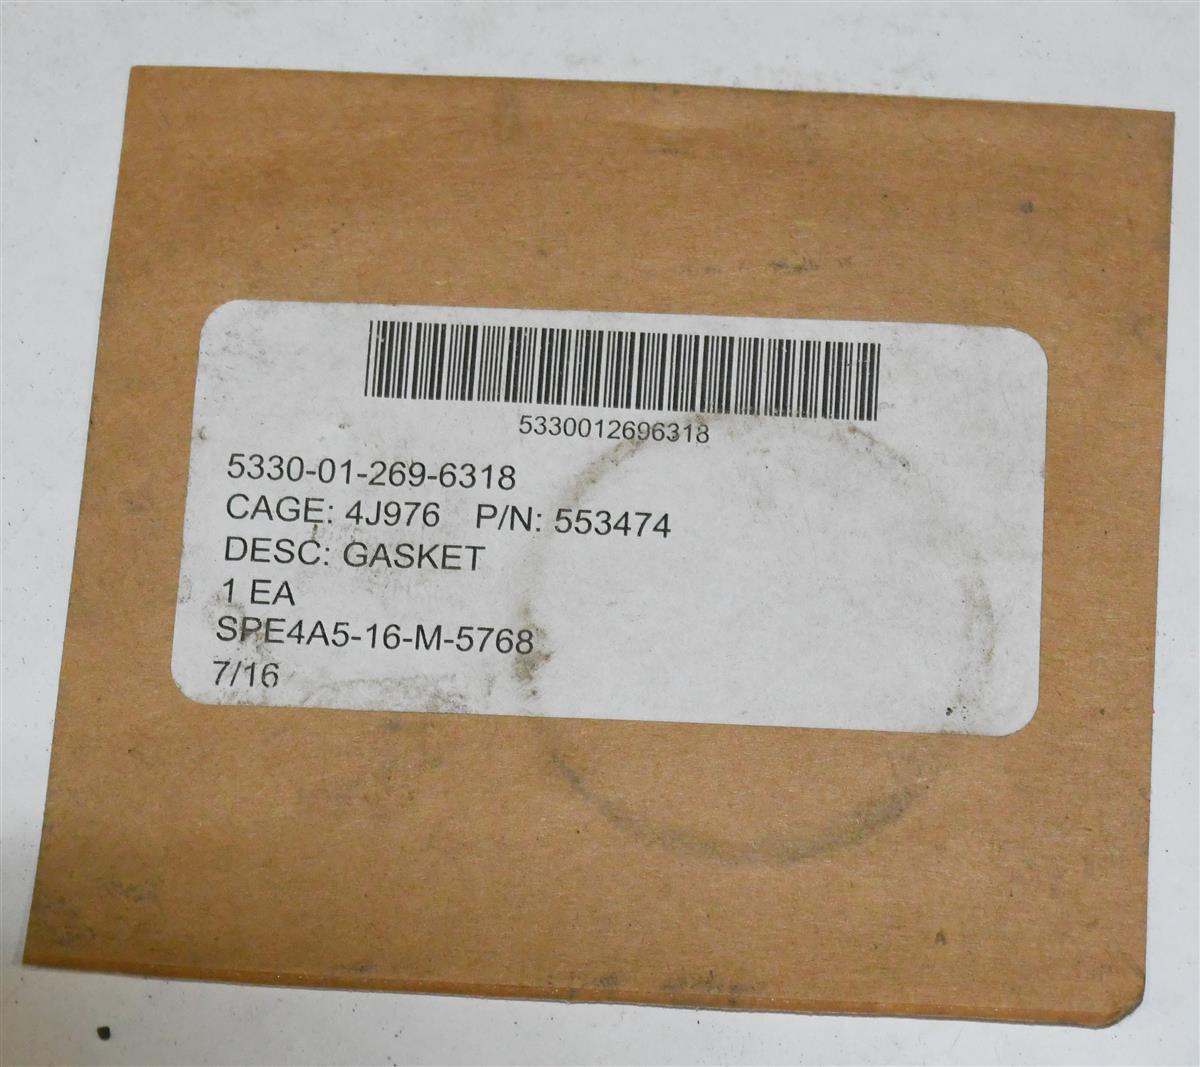 5330012696318
5330-01-269-6318
CAGE: 4J976 P/N: 553474
DESC: GASKET
1 EA
SPE4A5-16-M-5768
7/16